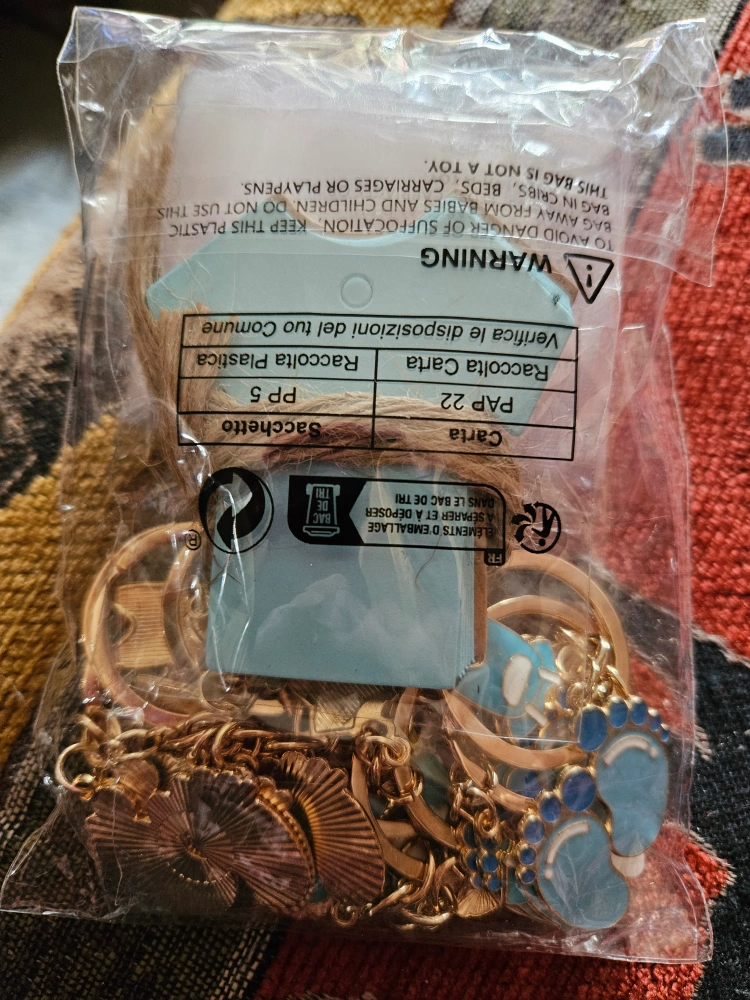 WARNING
TO AVOID DANGER OF SUFFOCATION, KEEP THIS PLASTIC
BAG AWAY FROM BABIES AND CHILDREN. DO NOT USE THIS
BAG IN CRIBS, BEDS, CARRIAGES OR PLAYPENS.
THIS BAG IS NOT A TOY.
FR
ÉLÉMENTS D'EMBALLAGE
À SÉPARER ET À DÉPOSER
DANS LE BAC DE TRI
BAC
DE
TRI
®
Carta Sacchetto
PAP 22 PP 5
Raccolta Carta Raccolta Plastica
Verifica le disposizioni del tuo Comune